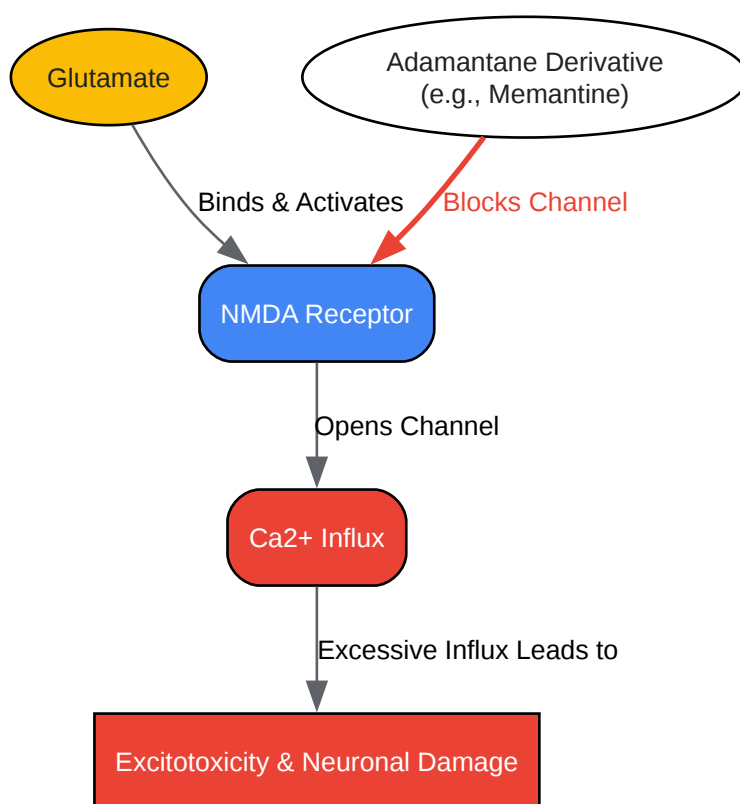 Glutamate
Adamantane Derivative
(e.g., Memantine)
Binds & Activates
Blocks Channel
NMDA Receptor
Opens Channel
Ca2+ Influx
Excessive Influx Leads to
Excitotoxicity & Neuronal Damage